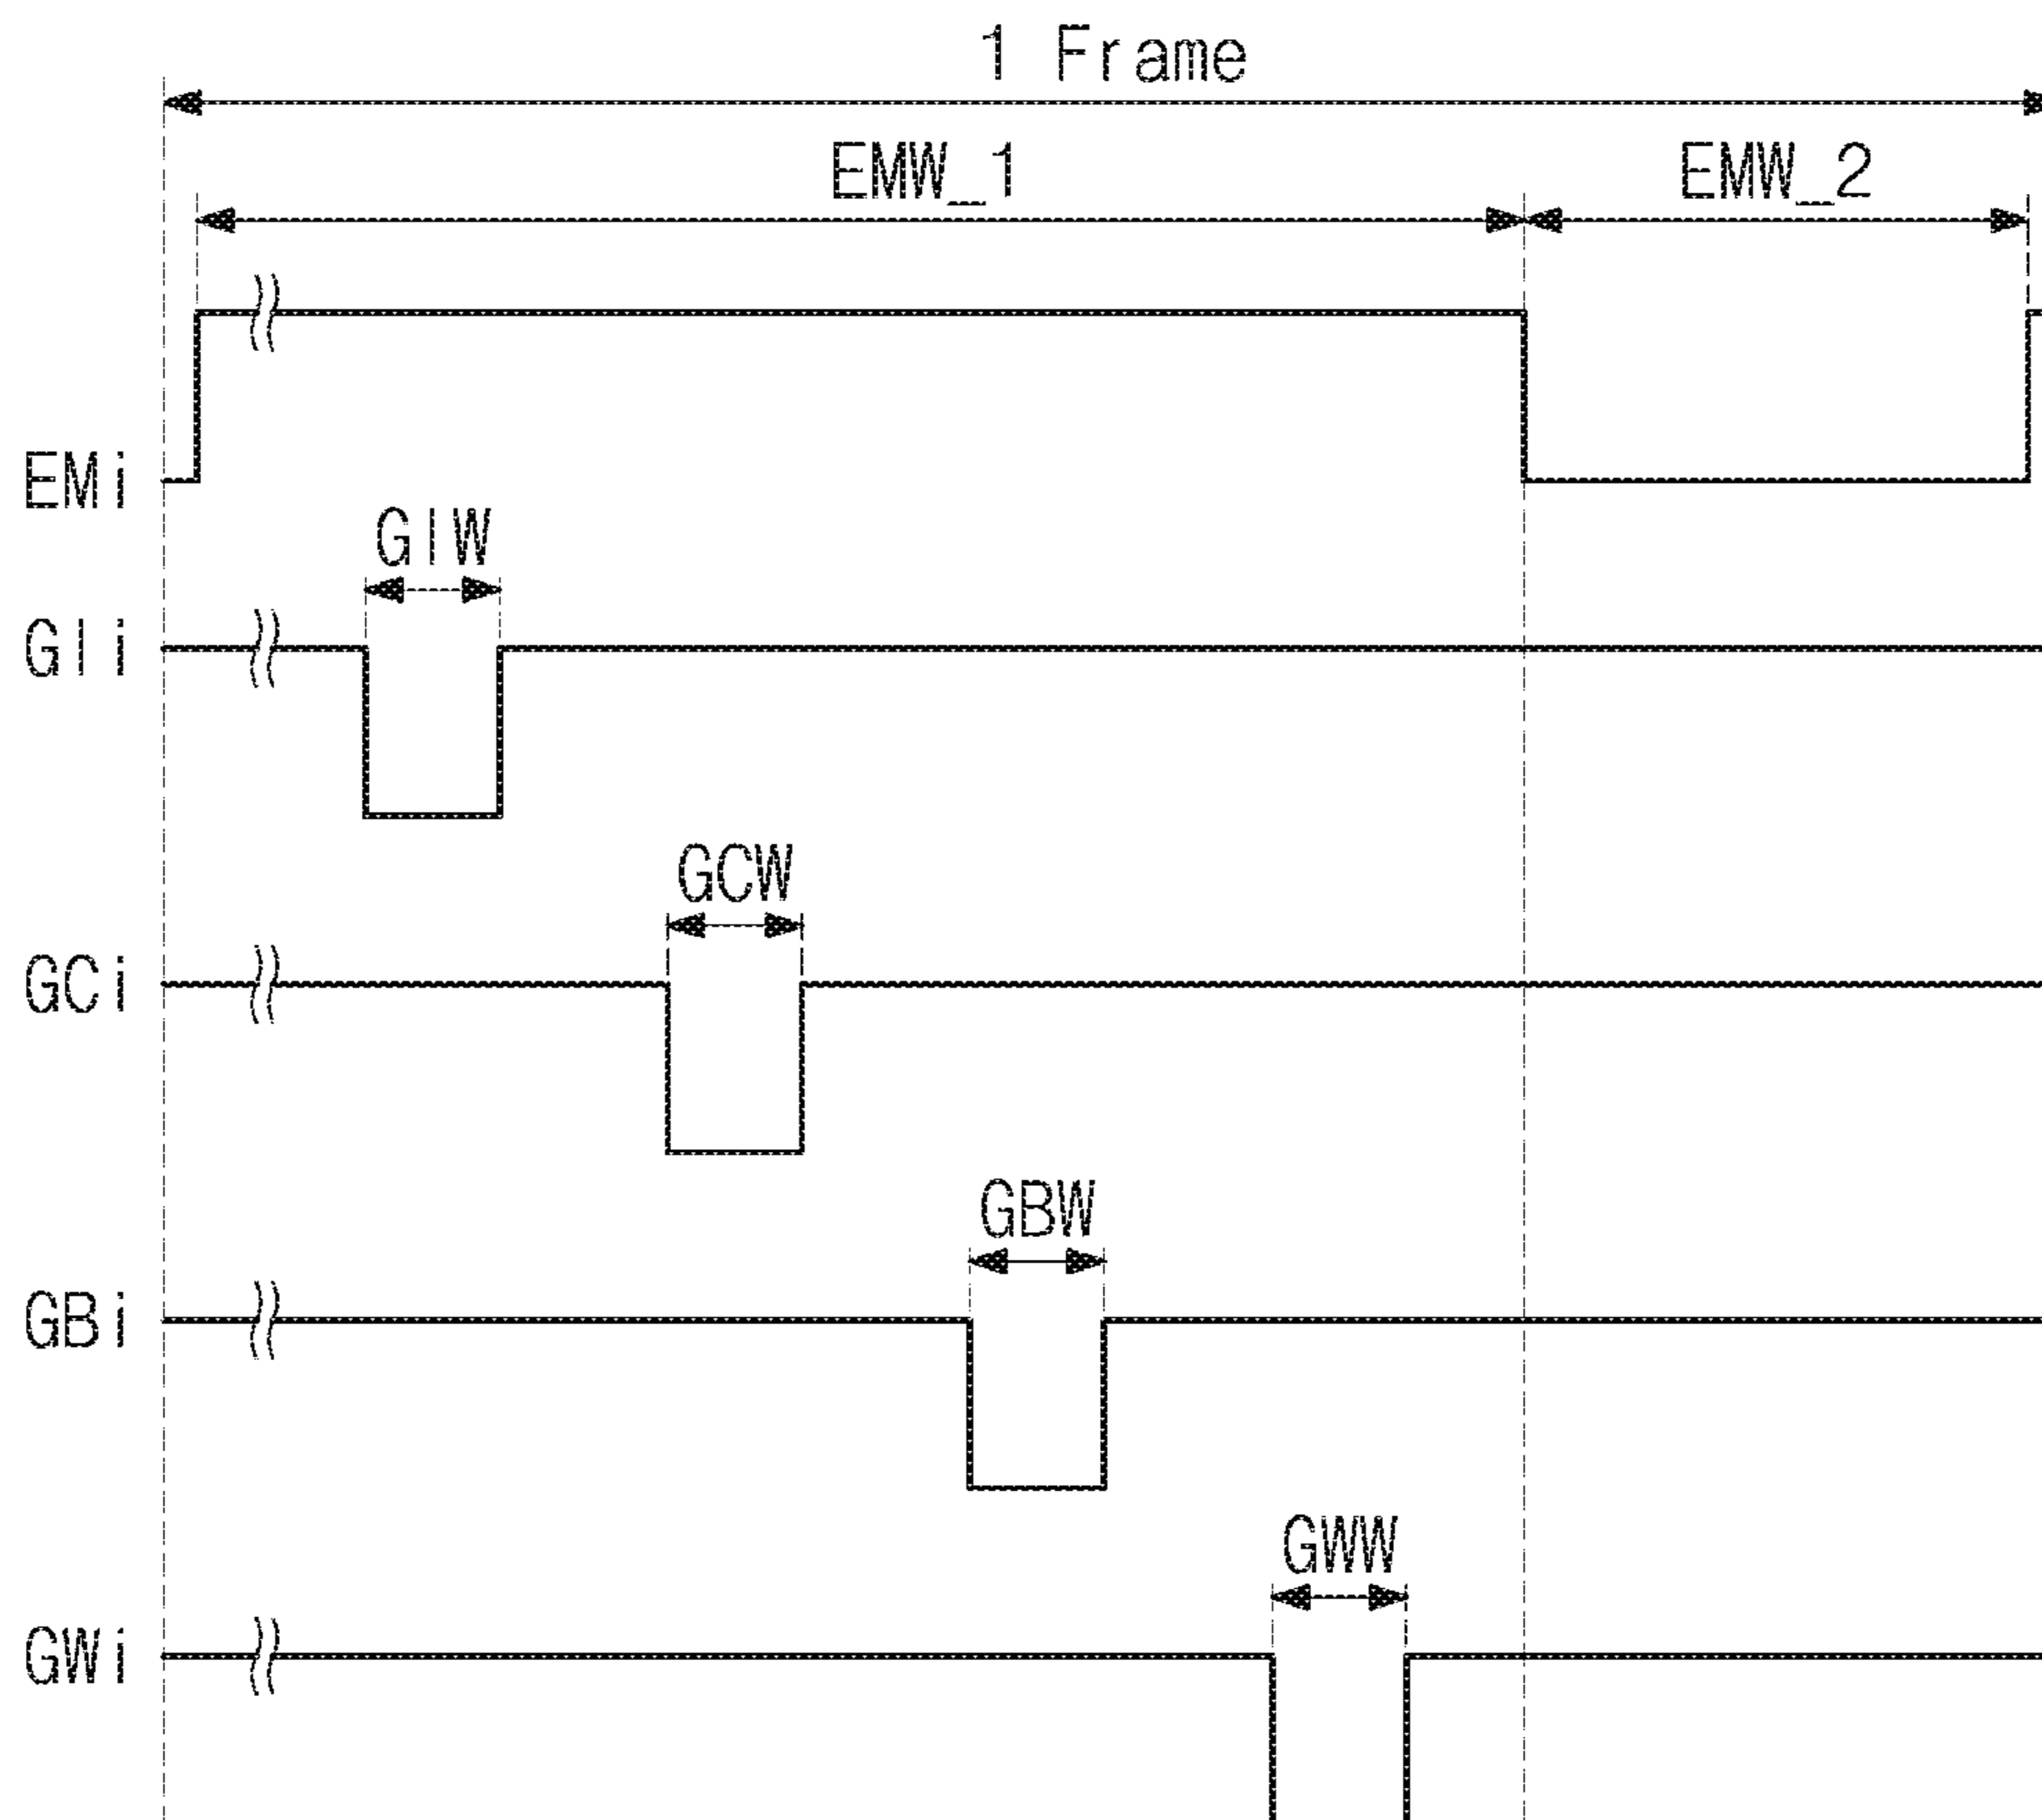 1 Frame
EMW_1 EMW_2
EMi
GIW
GIi
GCW
GCi
GBW
GBi
GWW
GWi